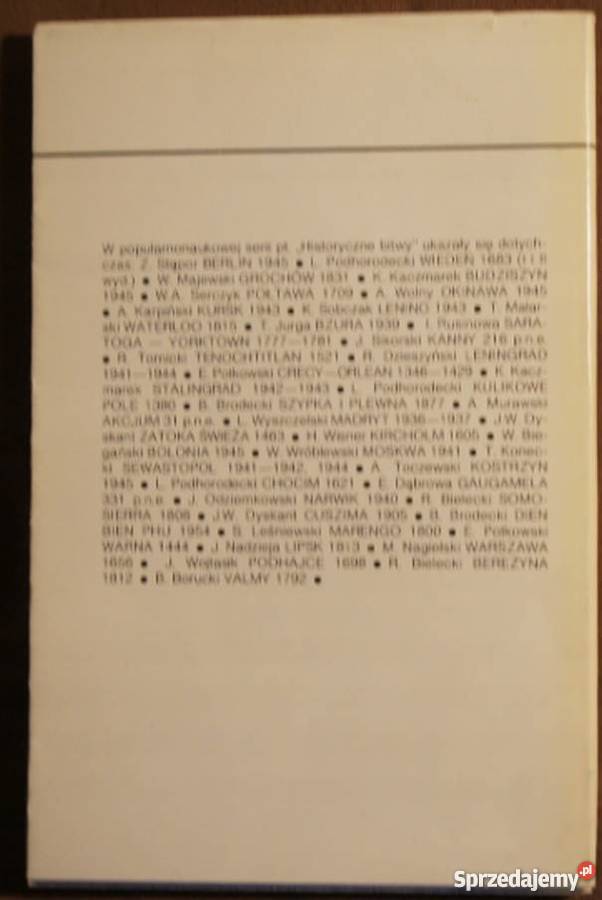 W popularnonaukowej serii pt. „Historyczne bitwy" ukazały się dotych-
czas: Z. Stąpor BERLIN 1945 ● L. Podhorodecki WIEDEŃ 1683 (I i II
wyd.) ● W. Majewski GROCHÓW 1831 ● K. Kaczmarek BUDZISZYN
1945 ● W.A. Serczyk POŁTAWA 1709 ● A. Wolny OKINAWA 1945
● A. Karpiński KURSK 1943 ● K. Sobczak LENINO 1943 ● T. Malar-
ski WATERLOO 1815 ● T. Jurga BZURA 1939 ● I. Rusinowa SARA-
TOGA — YORKTOWN 1777—1781 ● J. Sikorski KANNY 216 p.n.e.
● R. Tomicki TENOCHTITLAN 1521 ● R. Dzieszyński LENINGRAD
1941—1944 ● E. Potkowski CRECY—ORLEAN 1346—1429 ● K. Kacz-
marek STALINGRAD 1942—1943 ● L. Podhorodecki KULIKOWE
POLE 1380 ● B. Brodecki SZYPKA I PLEWNA 1877 ● A. Murawski
AKCJUM 31 p.n.e. ● L. Wyszczelski MADRYT 1936—1937 ● J.W. Dy-
skant ZATOKA ŚWIEŻA 1463 ● H. Wisner KIRCHOLM 1605 ● W. Bie-
gański BOLONIA 1945 ● W. Wróblewski MOSKWA 1941 ● T. Konec-
ki SEWASTOPOL 1941—1942, 1944 ● A. Toczewski KOSTRZYN
1945 ● L. Podhorodecki CHOCIM 1621 ● E. Dąbrowa GAUGAMELA
331 p.n.e. ● J. Odziemkowski NARWIK 1940 ● R. Bielecki SOMO-
SIERRA 1808 ● J.W. Dyskant CUSZIMA 1905 ● B. Brodecki DIEN
BIEN PHU 1954 ● S. Leśniewski MARENGO 1800 ● E. Potkowski
WARNA 1444 ● J. Nadzieja LIPSK 1813 ● M. Nagielski WARSZAWA
1656 ● J. Wojtasik PODHAJCE 1698 ● R. Bielecki BEREZYNA
1812 ● B. Borucki VALMY 1792 ●
Sprzedajemy.pl